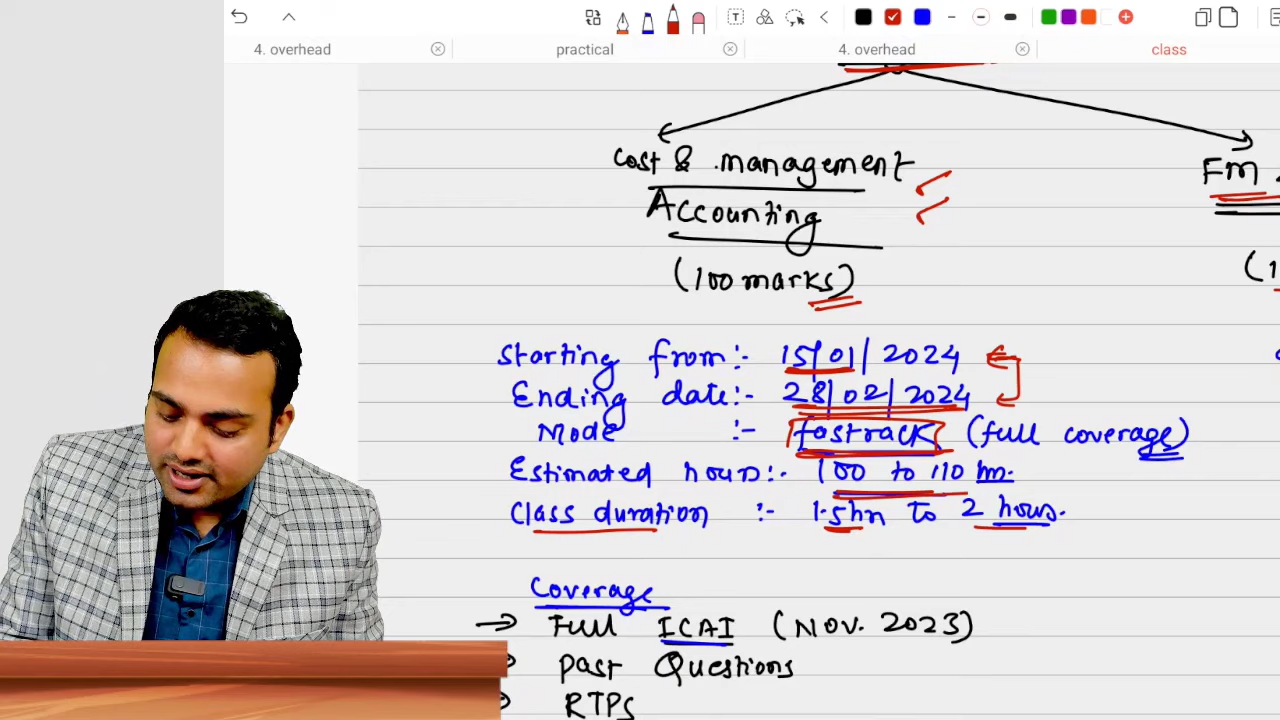 4. overhead
practical
4. overhead
class
Cost & management
Accounting
(100 marks)
FM
Starting from:- 15/01/2024
Ending date:- 28/02/2024
Mode :- fastrack (full coverage)
Estimated hours:- 100 to 110 hrs.
Class duration :- 1.5hr to 2 hours.
Coverage
→ Full ICAI (NOV. 2023)
Past Questions
RTPs